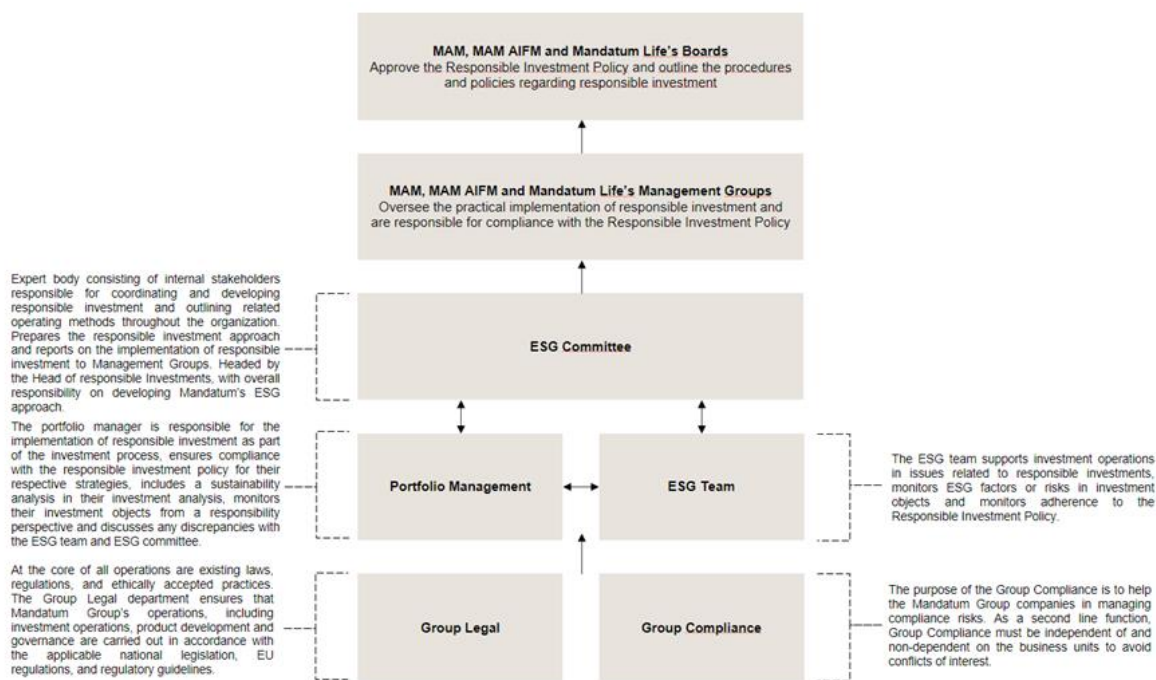 MAM, MAM AIFM and Mandatum Life's Boards
Approve the Responsible Investment Policy and outline the procedures
and policies regarding responsible investment
MAM, MAM AIFM and Mandatum Life's Management Groups
Oversee the practical implementation of responsible investment and
are responsible for compliance with the Responsible Investment Policy
Expert body consisting of internal stakeholders
responsible for coordinating and developing
responsible investment and outlining related
operating methods throughout the organization.
Prepares the responsible investment approach
and reports on the implementation of responsible
investment to Management Groups. Headed by
the Head of responsible Investments, with overall
responsibility on developing Mandatum's ESG
approach.
ESG Committee
The portfolio manager is responsible for the
implementation of responsible investment as part
of the investment process, ensures compliance
with the responsible investment policy for their
respective strategies, includes a sustainability
analysis in their investment analysis, monitors
their investment objects from a responsibility
perspective and discusses any discrepancies with
the ESG team and ESG committee.
Portfolio Management
ESG Team
The ESG team supports investment operations
in issues related to responsible investments,
monitors ESG factors or risks in investment
objects and monitors adherence to the
Responsible Investment Policy.
At the core of all operations are existing laws,
regulations, and ethically accepted practices.
The Group Legal department ensures that
Mandatum Group's operations, including
investment operations, product development and
governance are carried out in accordance with
the applicable national legislation, EU
regulations, and regulatory guidelines.
Group Legal
Group Compliance
The purpose of the Group Compliance is to help
the Mandatum Group companies in managing
compliance risks. As a second line function,
Group Compliance must be independent of and
non-dependent on the business units to avoid
conflicts of interest.